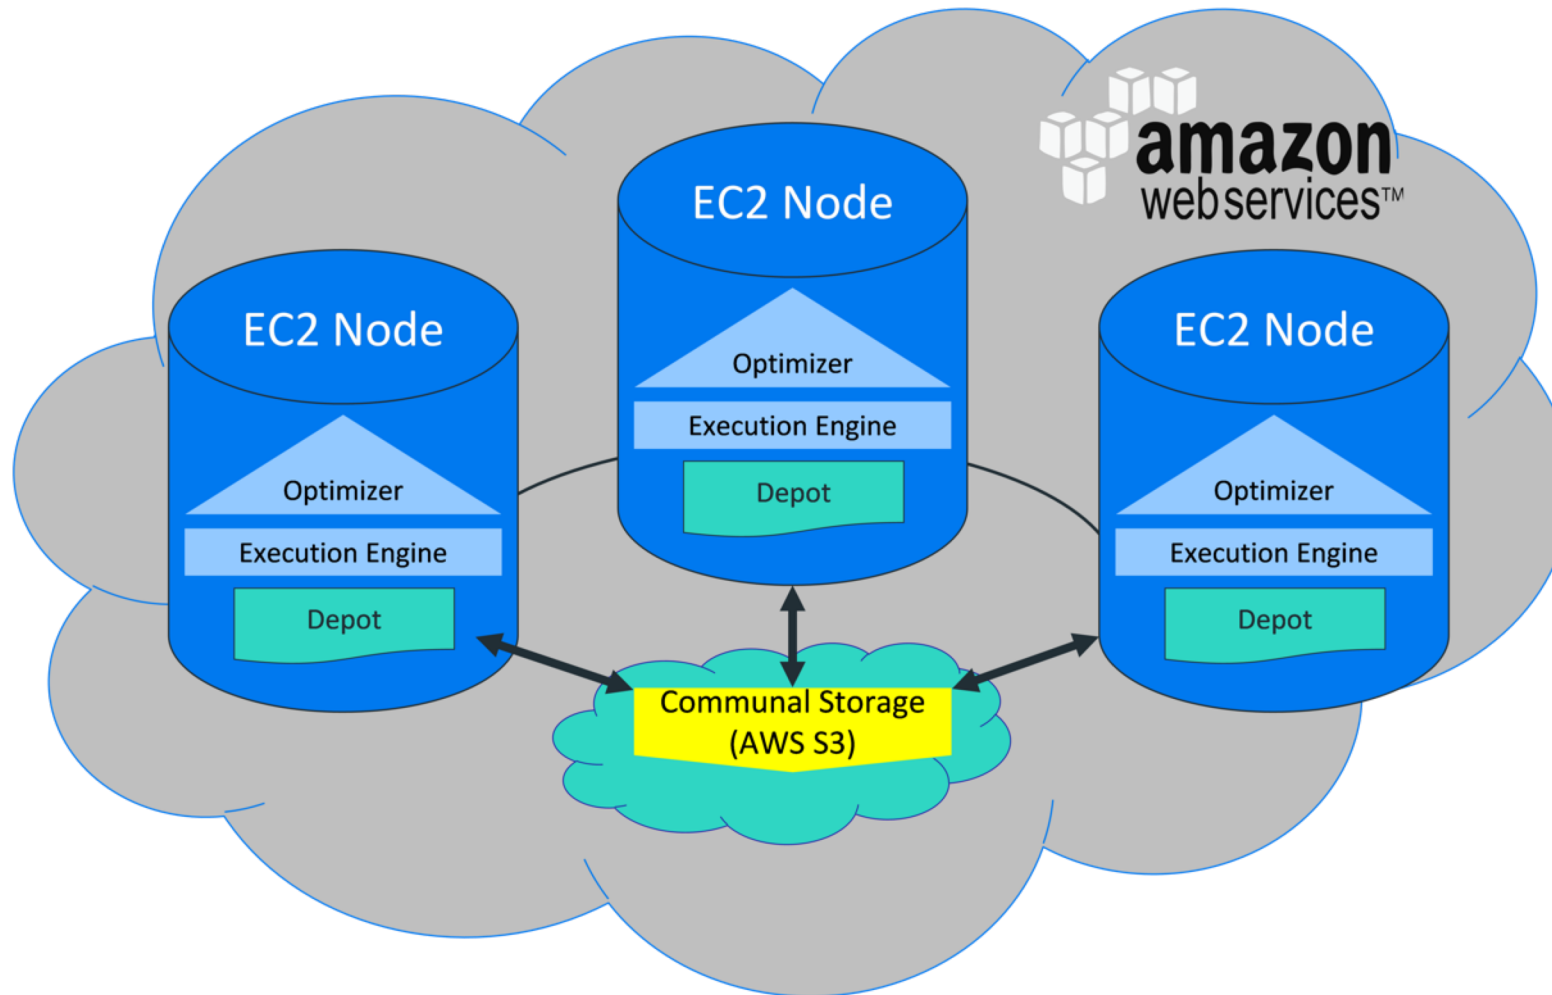 amazon
webservices™
EC2 Node
Optimizer
Execution Engine
Depot
EC2 Node
Optimizer
Execution Engine
Depot
EC2 Node
Optimizer
Execution Engine
Depot
Communal Storage
(AWS S3)